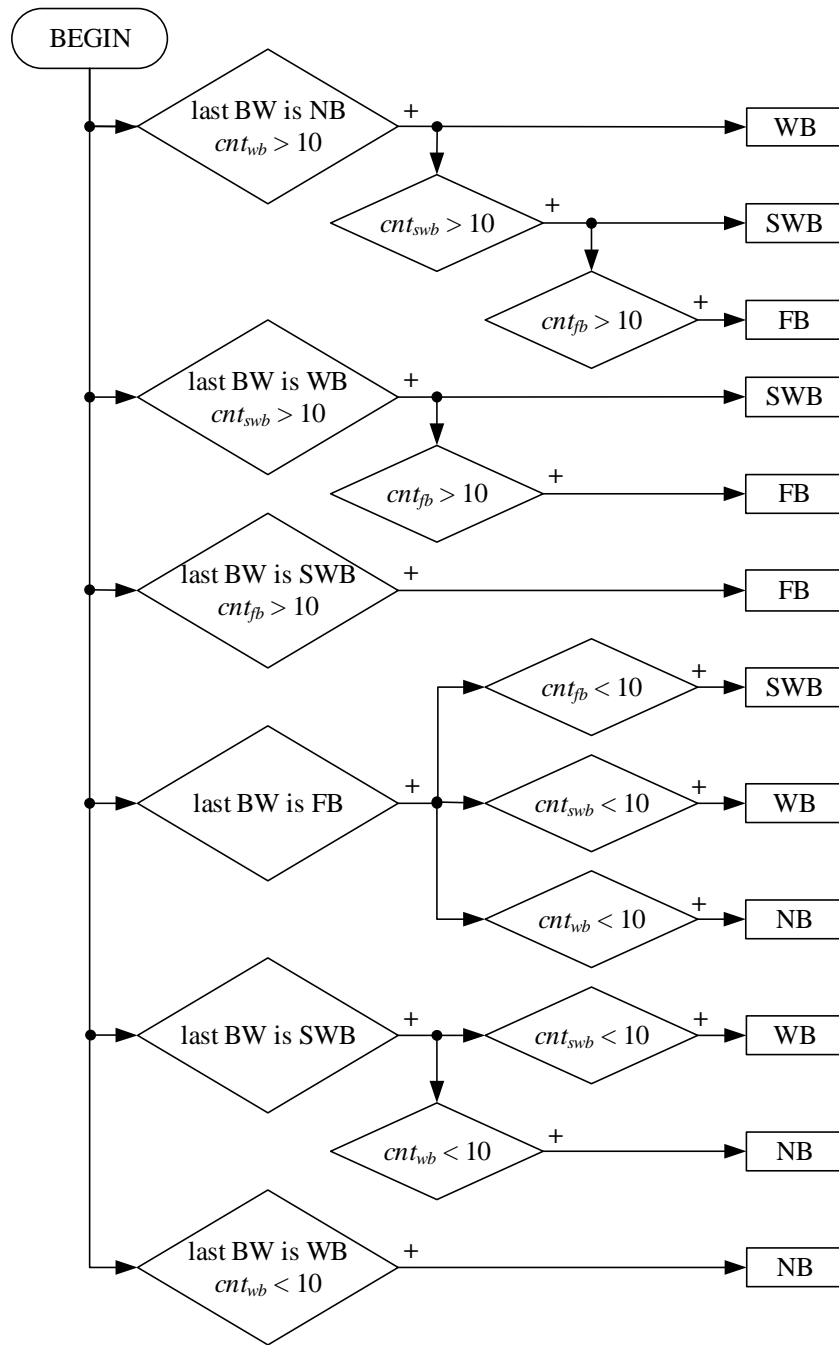 BEGIN
last BW is NB
cnt_wb > 10
+
WB
cnt_swb > 10
+
SWB
cnt_fb > 10
+
FB
last BW is WB
cnt_swb > 10
+
SWB
cnt_fb > 10
+
FB
last BW is SWB
cnt_fb > 10
+
FB
cnt_fb < 10
+
SWB
last BW is FB
+
cnt_swb < 10
+
WB
cnt_wb < 10
+
NB
last BW is SWB
+
cnt_swb < 10
+
WB
cnt_wb < 10
+
NB
last BW is WB
cnt_wb < 10
+
NB